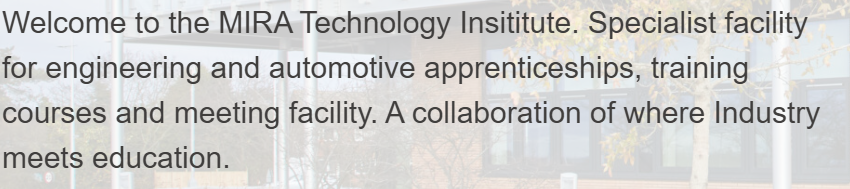 Welcome to the MIRA Technology Insititute. Specialist facility
for engineering and automotive apprenticeships, training
courses and meeting facility. A collaboration of where Industry
meets education.